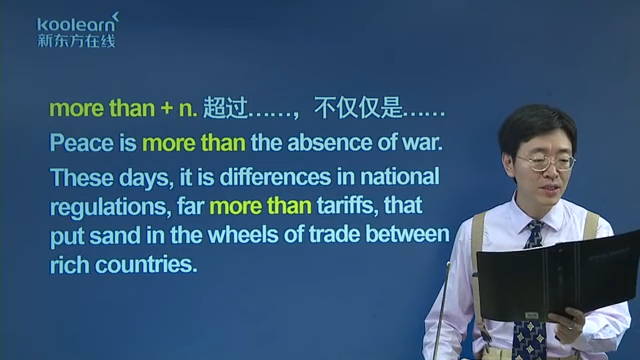 koolearn
新东方在线
more than + n. 超过……，不仅仅是……
Peace is more than the absence of war.
These days, it is differences in national
regulations, far more than tariffs, that
put sand in the wheels of trade between
rich countries.